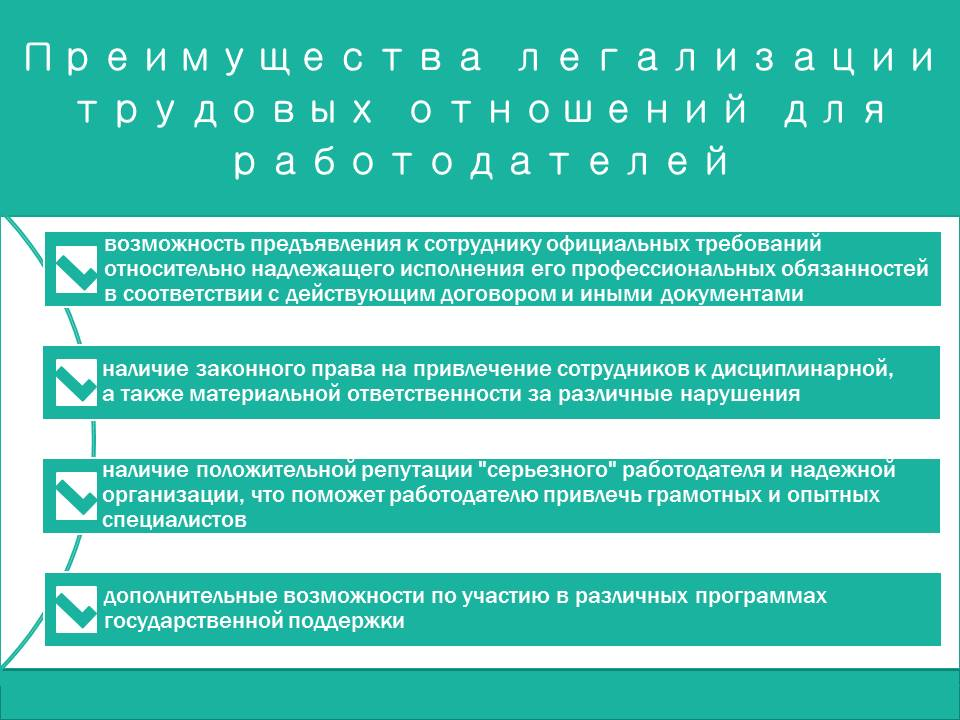 Преимущества легализации
трудовых отношений для
работодателей
возможность предъявления к сотруднику официальных требований
относительно надлежащего исполнения его профессиональных обязанностей
в соответствии с действующим договором и иными документами
наличие законного права на привлечение сотрудников к дисциплинарной,
а также материальной ответственности за различные нарушения
наличие положительной репутации "серьезного" работодателя и надежной
организации, что поможет работодателю привлечь грамотных и опытных
специалистов
дополнительные возможности по участию в различных программах
государственной поддержки